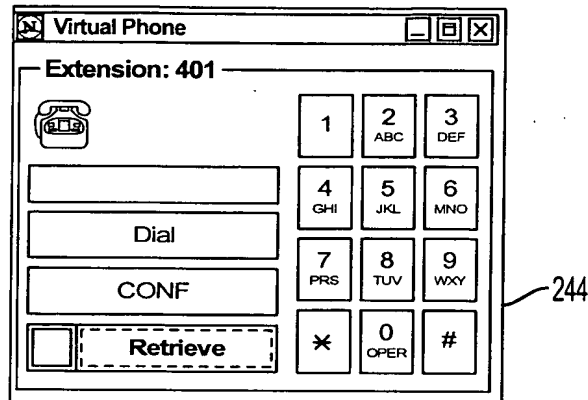 N Virtual Phone
Extension: 401
1
2
ABC
3
DEF
4
GHI
5
JKL
6
MNO
7
PRS
8
TUV
9
WXY
*
0
OPER
#
Dial
CONF
Retrieve
244